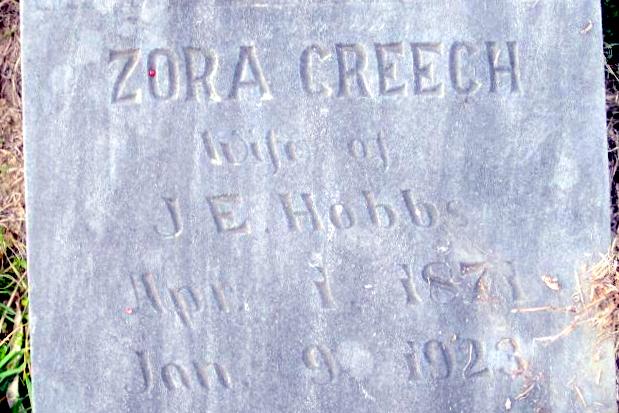 ZORA CREECH
Wife of
J. E. Hobbs
Apr. 1 1871
Jan. 9 1923